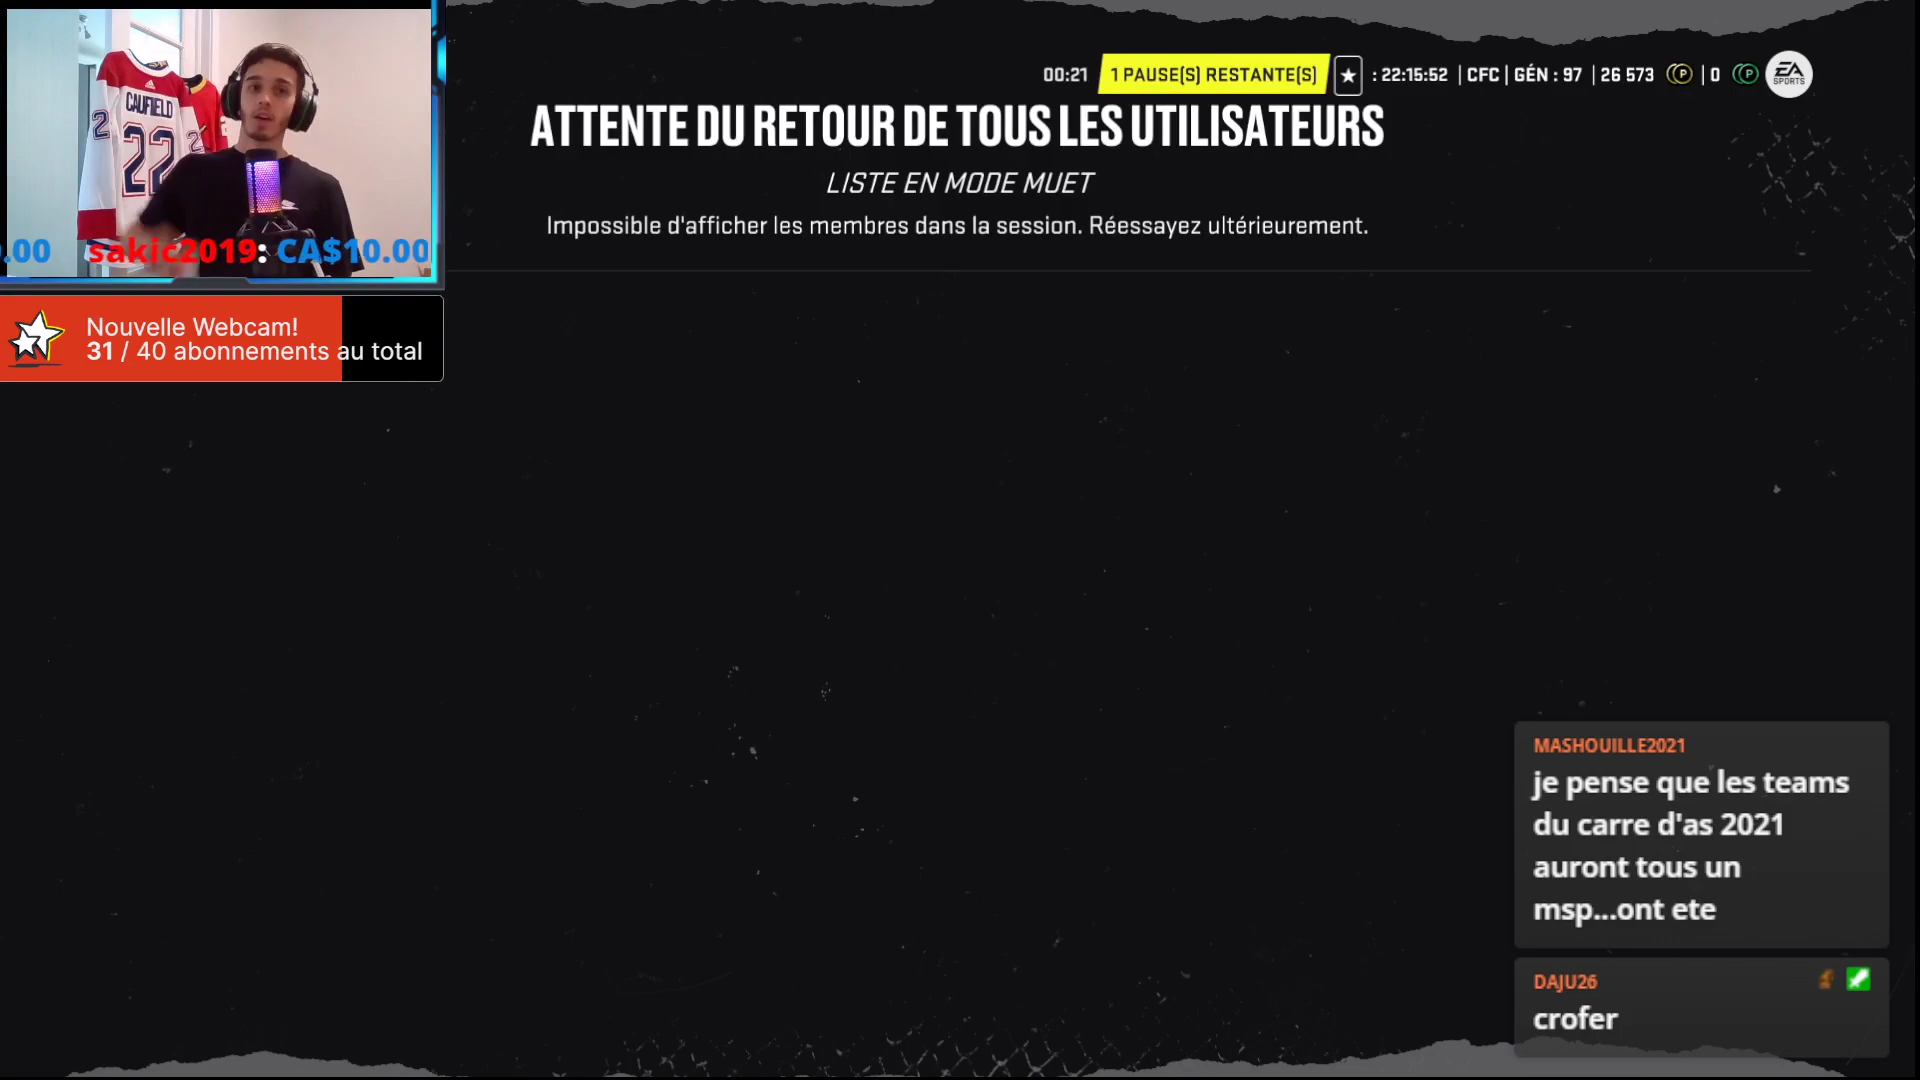 00:21 1 PAUSE(S) RESTANTE(S) : 22:15:52 | CFC | GÉN : 97 | 26 573 | 0
EA SPORTS
ATTENTE DU RETOUR DE TOUS LES UTILISATEURS
LISTE EN MODE MUET
Impossible d'afficher les membres dans la session. Réessayez ultérieurement.
CAUFIELD
22
.00 sakic2019: CA$10.00
Nouvelle Webcam!
31 / 40 abonnements au total
MASHOUILLE2021
je pense que les teams
du carre d'as 2021
auront tous un
msp...ont ete
DAJU26
crofer